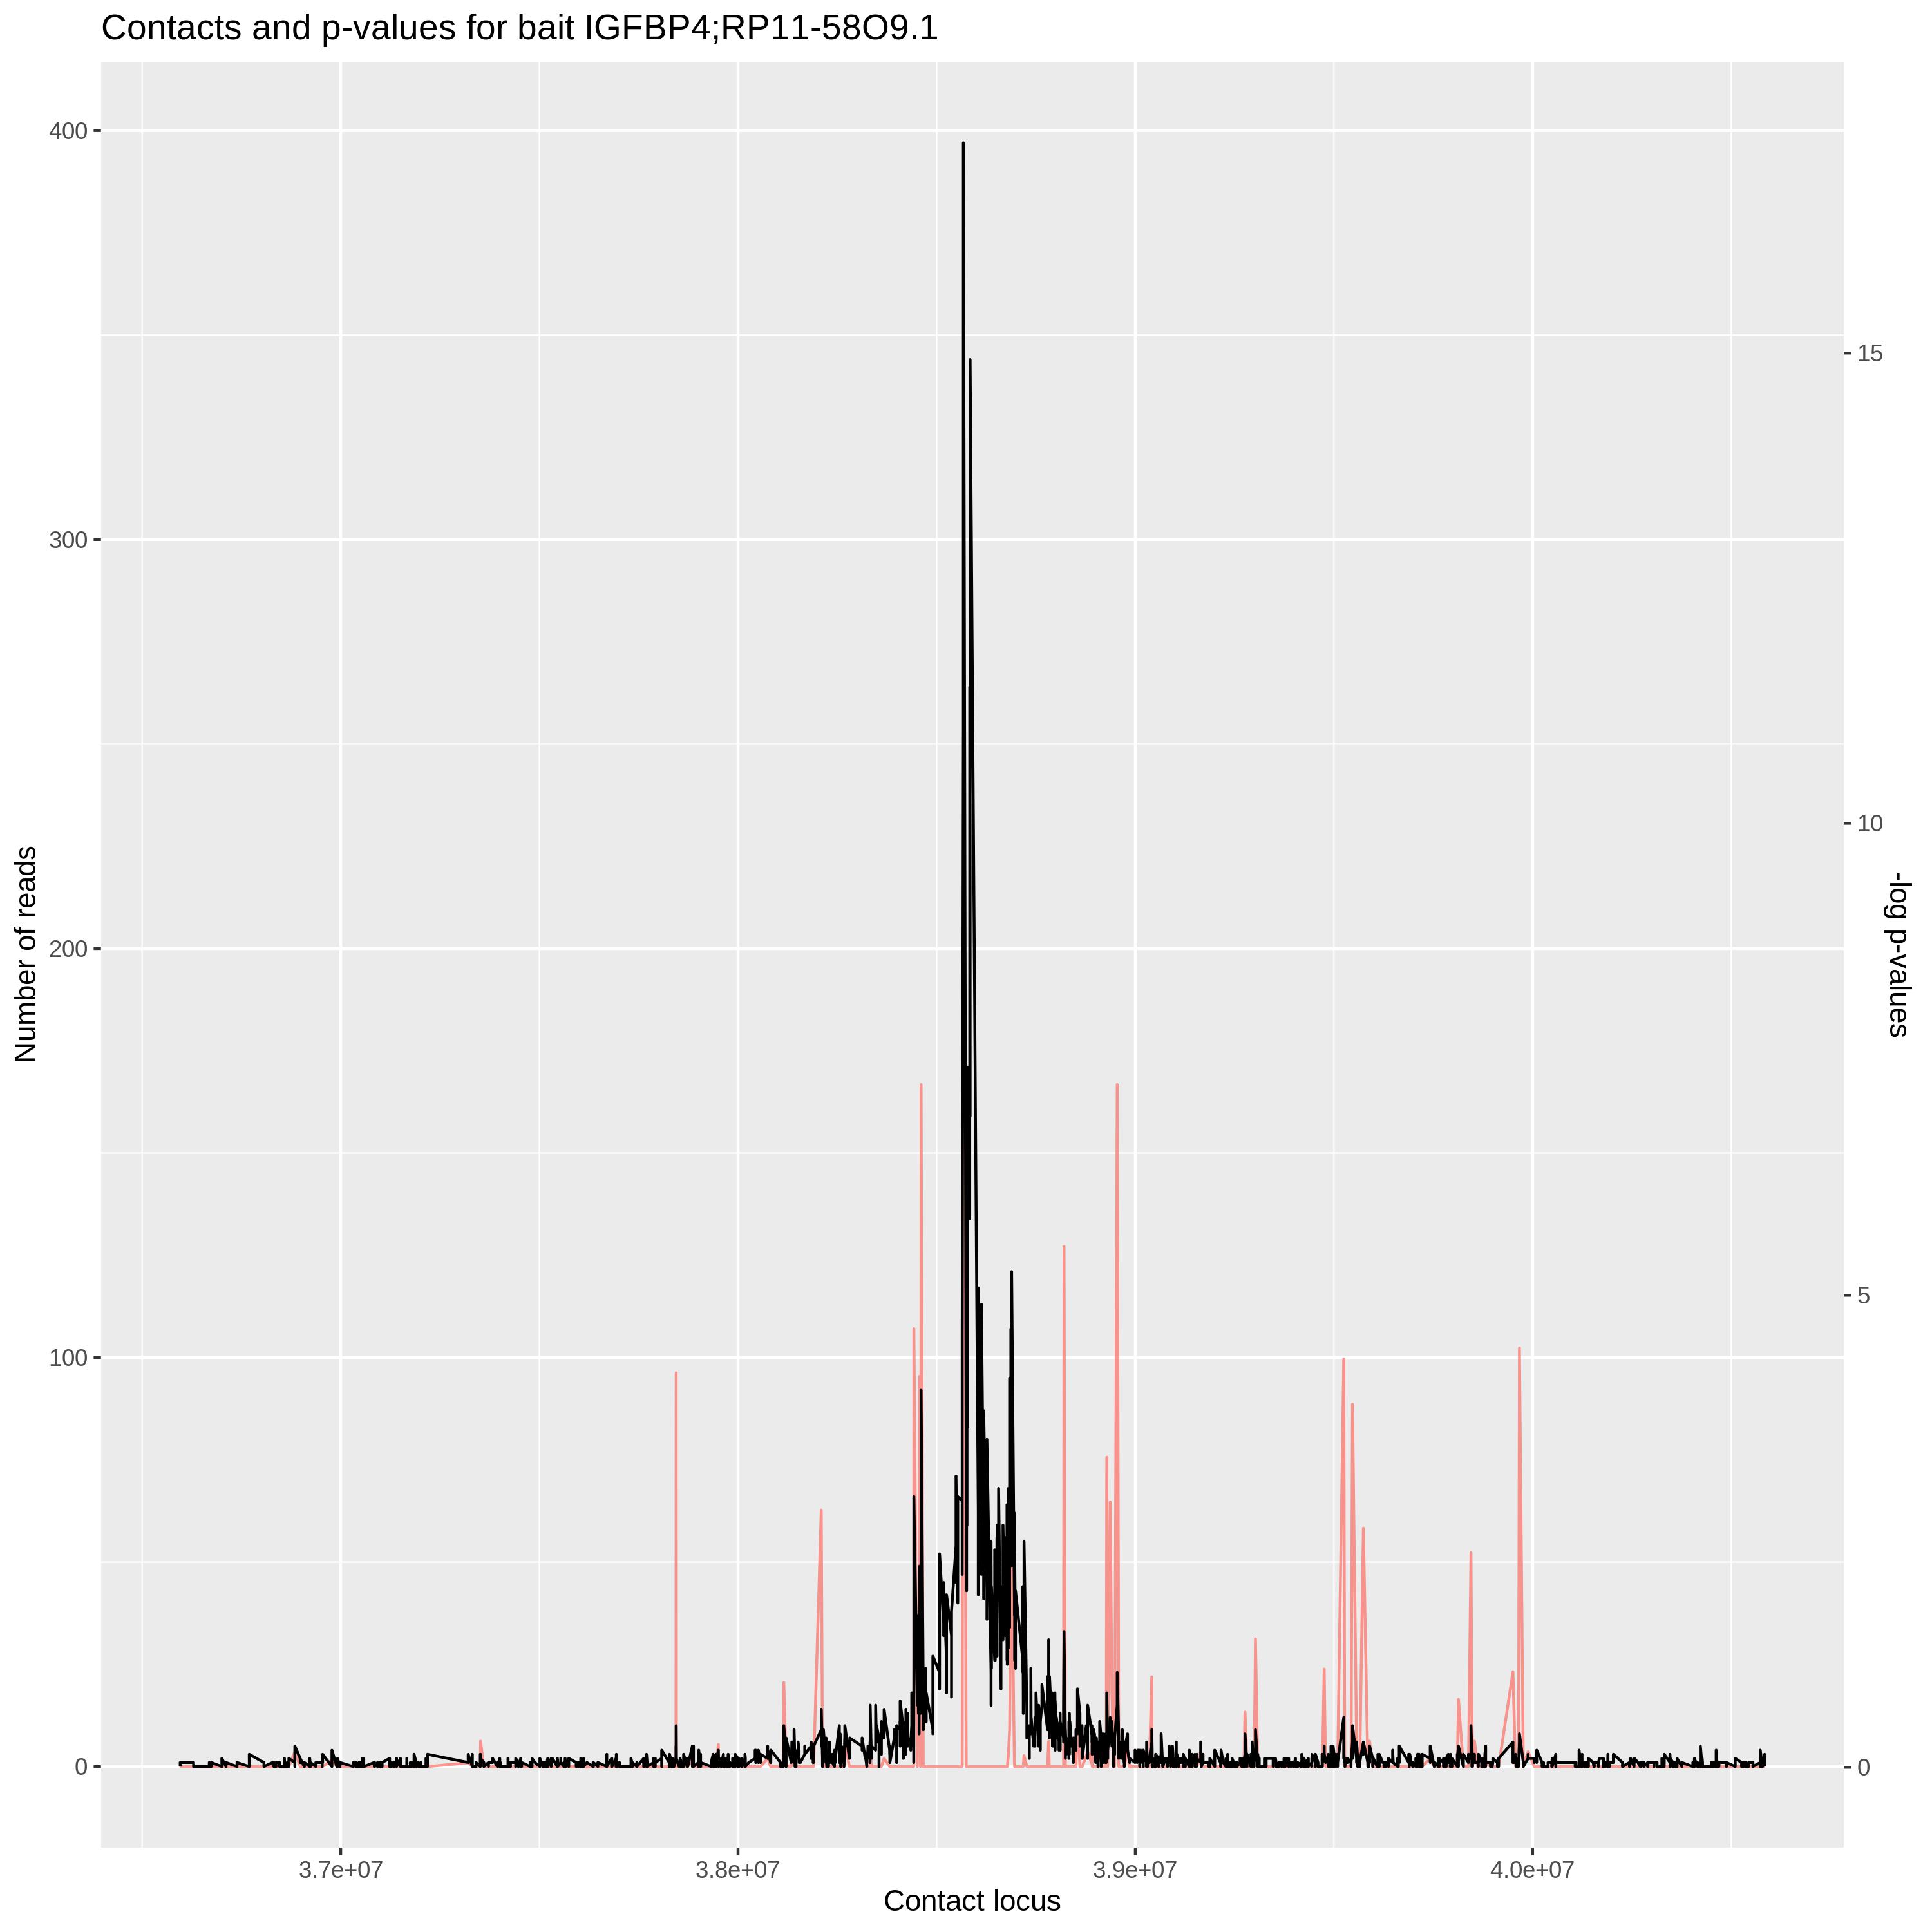 Contacts and p-values for bait IGFBP4;RP11-58O9.1
400
300
200
100
0
Number of reads
15
10
5
0
-log p-values
3.7e+07
3.8e+07
3.9e+07
4.0e+07
Contact locus